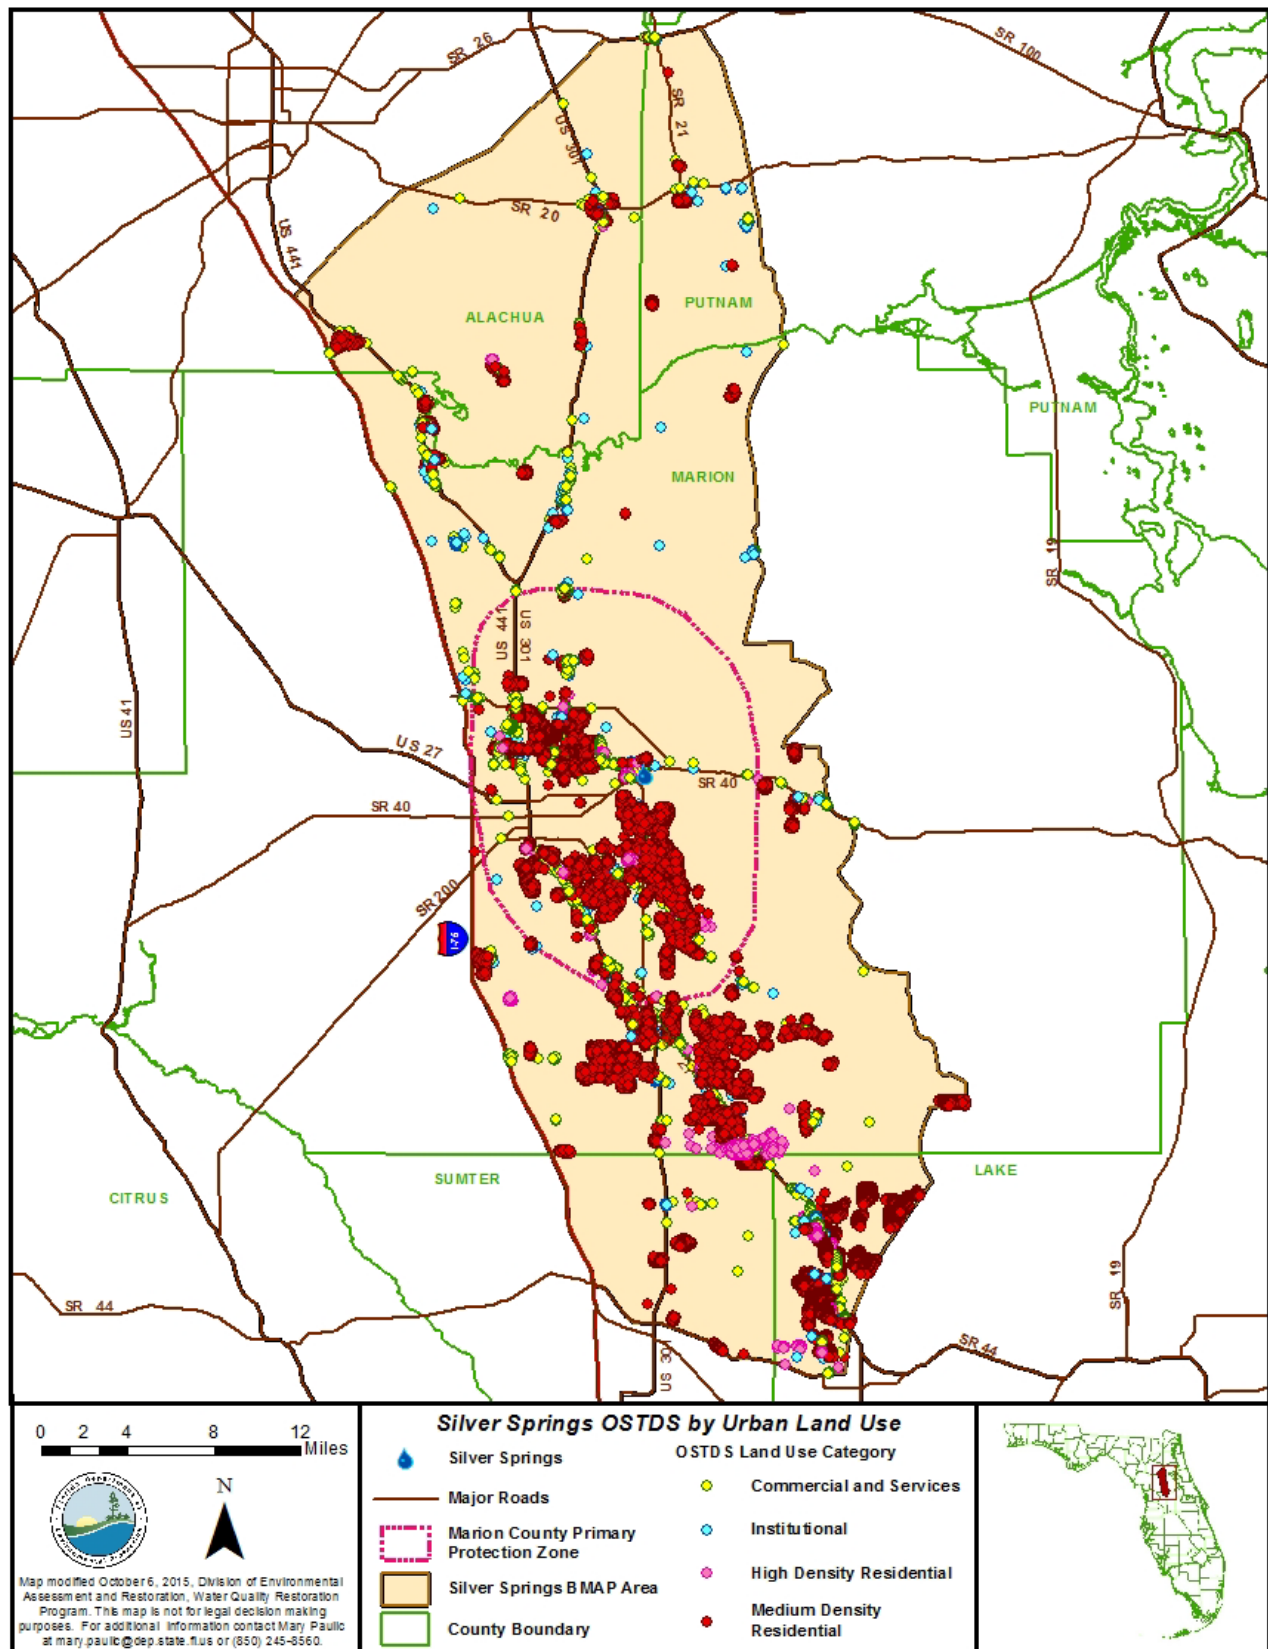 SR 26
SR 100
US 301
SR 21
SR 20
US 441
ALACHUA
PUTNAM
PUTNAM
MARION
SR 19
US 441
US 301
US 41
US 27
SR 40
SR 40
SR 200
I-75
SUMTER
LAKE
CITRUS
SR 44
SR 19
US 301
SR 44
0 2 4 8 12
Miles
N
Map modified October 6, 2015, Division of Environmental
Assessment and Restoration, Water Quality Restoration
Program. This map is not for legal decision making
purposes. For additional information contact Mary Paulic
at mary.paulic@dep.state.fl.us or (850) 245-8560.
Silver Springs OSTDS by Urban Land Use
Silver Springs
Major Roads
Marion County Primary
Protection Zone
Silver Springs BMAP Area
County Boundary
OSTDS Land Use Category
Commercial and Services
Institutional
High Density Residential
Medium Density
Residential